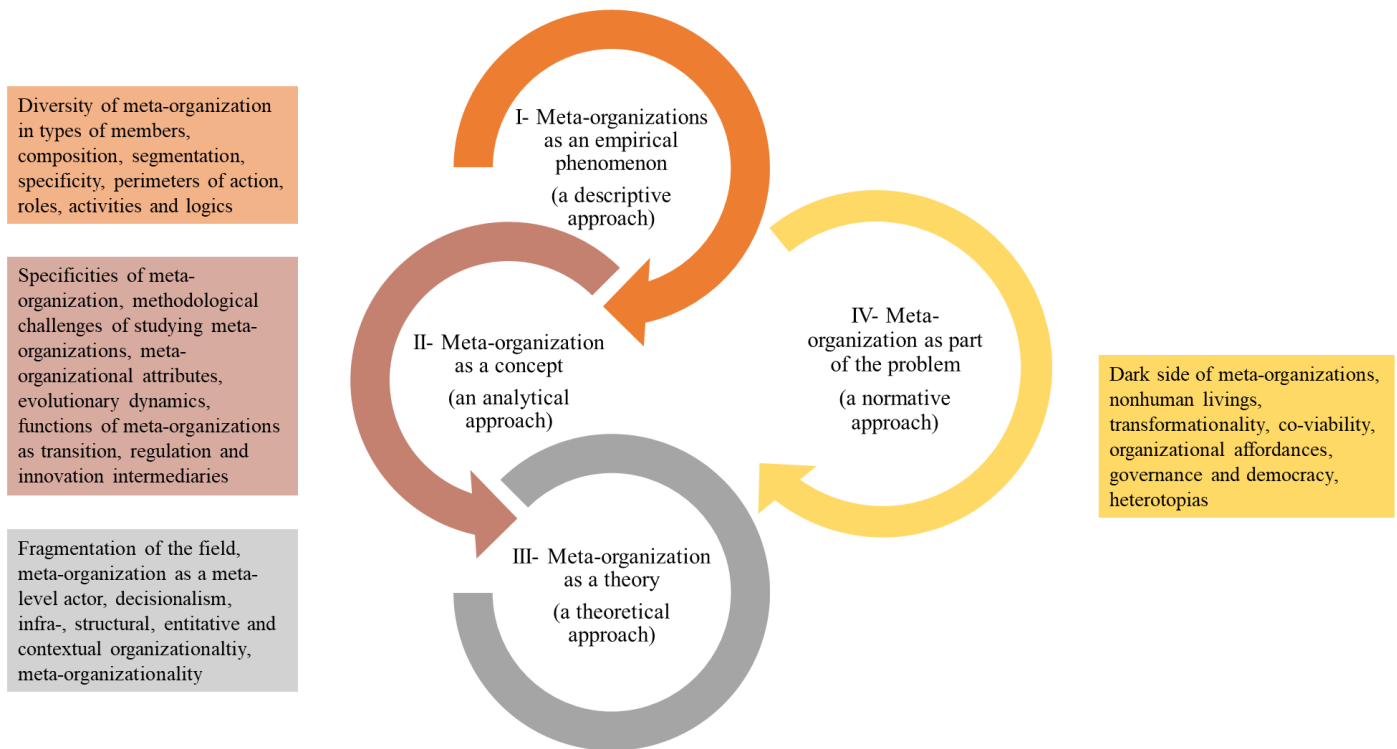 Diversity of meta-organization
in types of members,
composition, segmentation,
specificity, perimeters of action,
roles, activities and logics
I- Meta-organizations
as an empirical
phenomenon
(a descriptive
approach)
Specificities of meta-
organization, methodological
challenges of studying meta-
organizations, meta-
organizational attributes,
evolutionary dynamics,
functions of meta-organizations
as transition, regulation and
innovation intermediaries
II- Meta-organization
as a concept
(an analytical
approach)
IV- Meta-
organization as part
of the problem
(a normative
approach)
Dark side of meta-organizations,
nonhuman livings,
transformationality, co-viability,
organizational affordances,
governance and democracy,
heterotopias
Fragmentation of the field,
meta-organization as a meta-
level actor, decisionalism,
infra-, structural, entitative and
contextual organizationaltiy,
meta-organizationality
III- Meta-organization
as a theory
(a theoretical
approach)